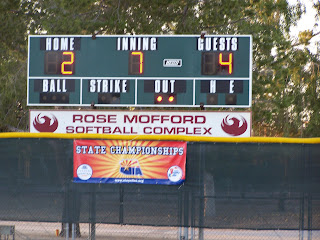 HOME INNING GUESTS
2 7 4
BALL STRIKE OUT H E
ROSE MOFFORD
SOFTBALL COMPLEX
STATE CHAMPIONSHIPS